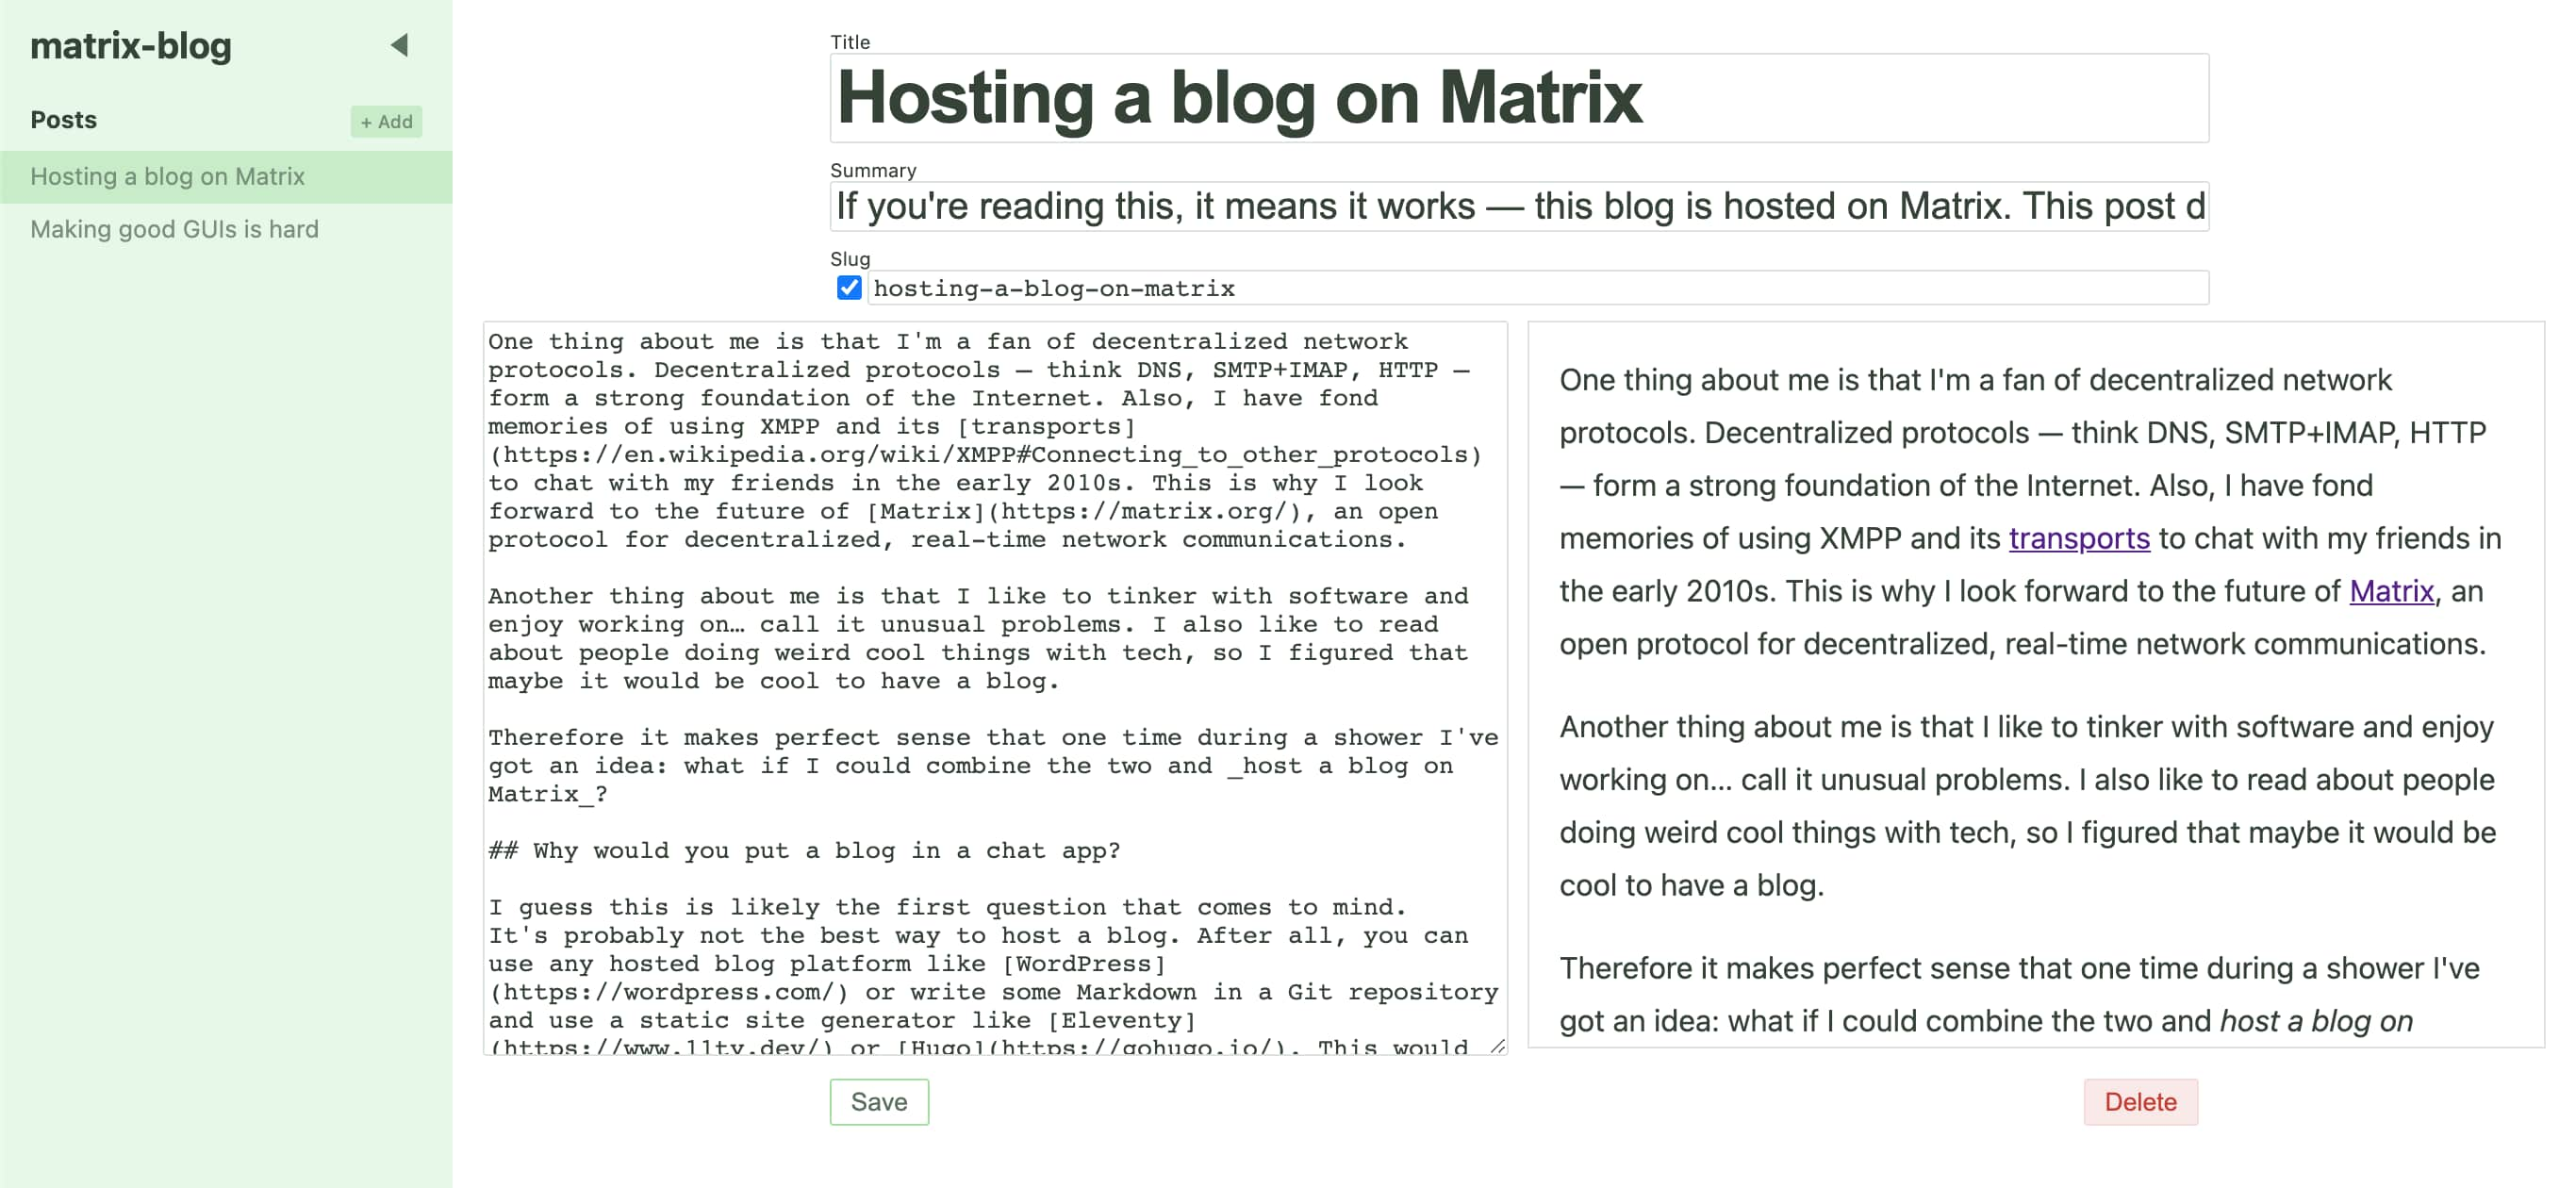 matrix-blog
Posts
+ Add
Hosting a blog on Matrix
Making good GUIs is hard
Title
Hosting a blog on Matrix
Summary
If you're reading this, it means it works — this blog is hosted on Matrix. This post d
Slug
hosting-a-blog-on-matrix
One thing about me is that I'm a fan of decentralized network
protocols. Decentralized protocols — think DNS, SMTP+IMAP, HTTP —
form a strong foundation of the Internet. Also, I have fond
memories of using XMPP and its [transports]
(https://en.wikipedia.org/wiki/XMPP#Connecting_to_other_protocols)
to chat with my friends in the early 2010s. This is why I look
forward to the future of [Matrix](https://matrix.org/), an open
protocol for decentralized, real-time network communications.
Another thing about me is that I like to tinker with software and
enjoy working on… call it unusual problems. I also like to read
about people doing weird cool things with tech, so I figured that
maybe it would be cool to have a blog.
Therefore it makes perfect sense that one time during a shower I've
got an idea: what if I could combine the two and _host a blog on
Matrix_?
## Why would you put a blog in a chat app?
I guess this is likely the first question that comes to mind.
It's probably not the best way to host a blog. After all, you can
use any hosted blog platform like [WordPress]
(https://wordpress.com/) or write some Markdown in a Git repository
and use a static site generator like [Eleventy]
(https://www.11ty.dev/) or [Hugo](https://gohugo.io/). This would
One thing about me is that I'm a fan of decentralized network
protocols. Decentralized protocols — think DNS, SMTP+IMAP, HTTP
— form a strong foundation of the Internet. Also, I have fond
memories of using XMPP and its transports to chat with my friends in
the early 2010s. This is why I look forward to the future of Matrix, an
open protocol for decentralized, real-time network communications.
Another thing about me is that I like to tinker with software and enjoy
working on… call it unusual problems. I also like to read about people
doing weird cool things with tech, so I figured that maybe it would be
cool to have a blog.
Therefore it makes perfect sense that one time during a shower I've
got an idea: what if I could combine the two and host a blog on
Save
Delete